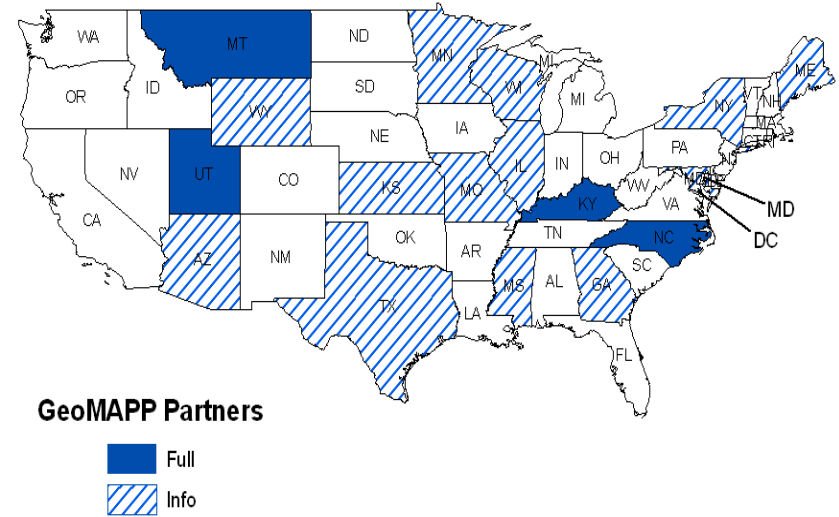 WA
MT
ND
MN
WI
MI
ME
VT
NH
OR
ID
SD
WY
MI
NY
MA
IA
PA
NE
NV
UT
CO
IL
IN
OH
NJ
KS
MO
WV
KY
VA
MD
DC
CA
OK
TN
NC
AZ
NM
AR
SC
MS
AL
GA
TX
LA
FL
GeoMAPP Partners
Full
Info